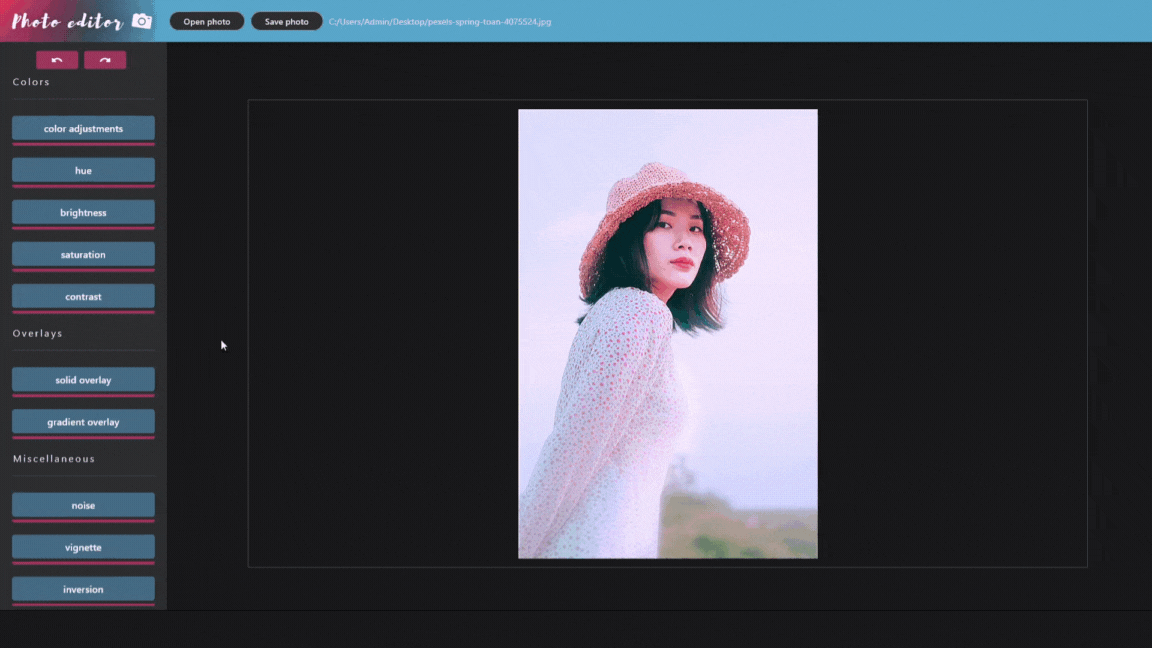 Photo editor
Open photo
Save photo
C:/Users/Admin/Desktop/pexels-spring-toan-4075524.jpg
Colors
color adjustments
hue
brightness
saturation
contrast
Overlays
solid overlay
gradient overlay
Miscellaneous
noise
vignette
inversion